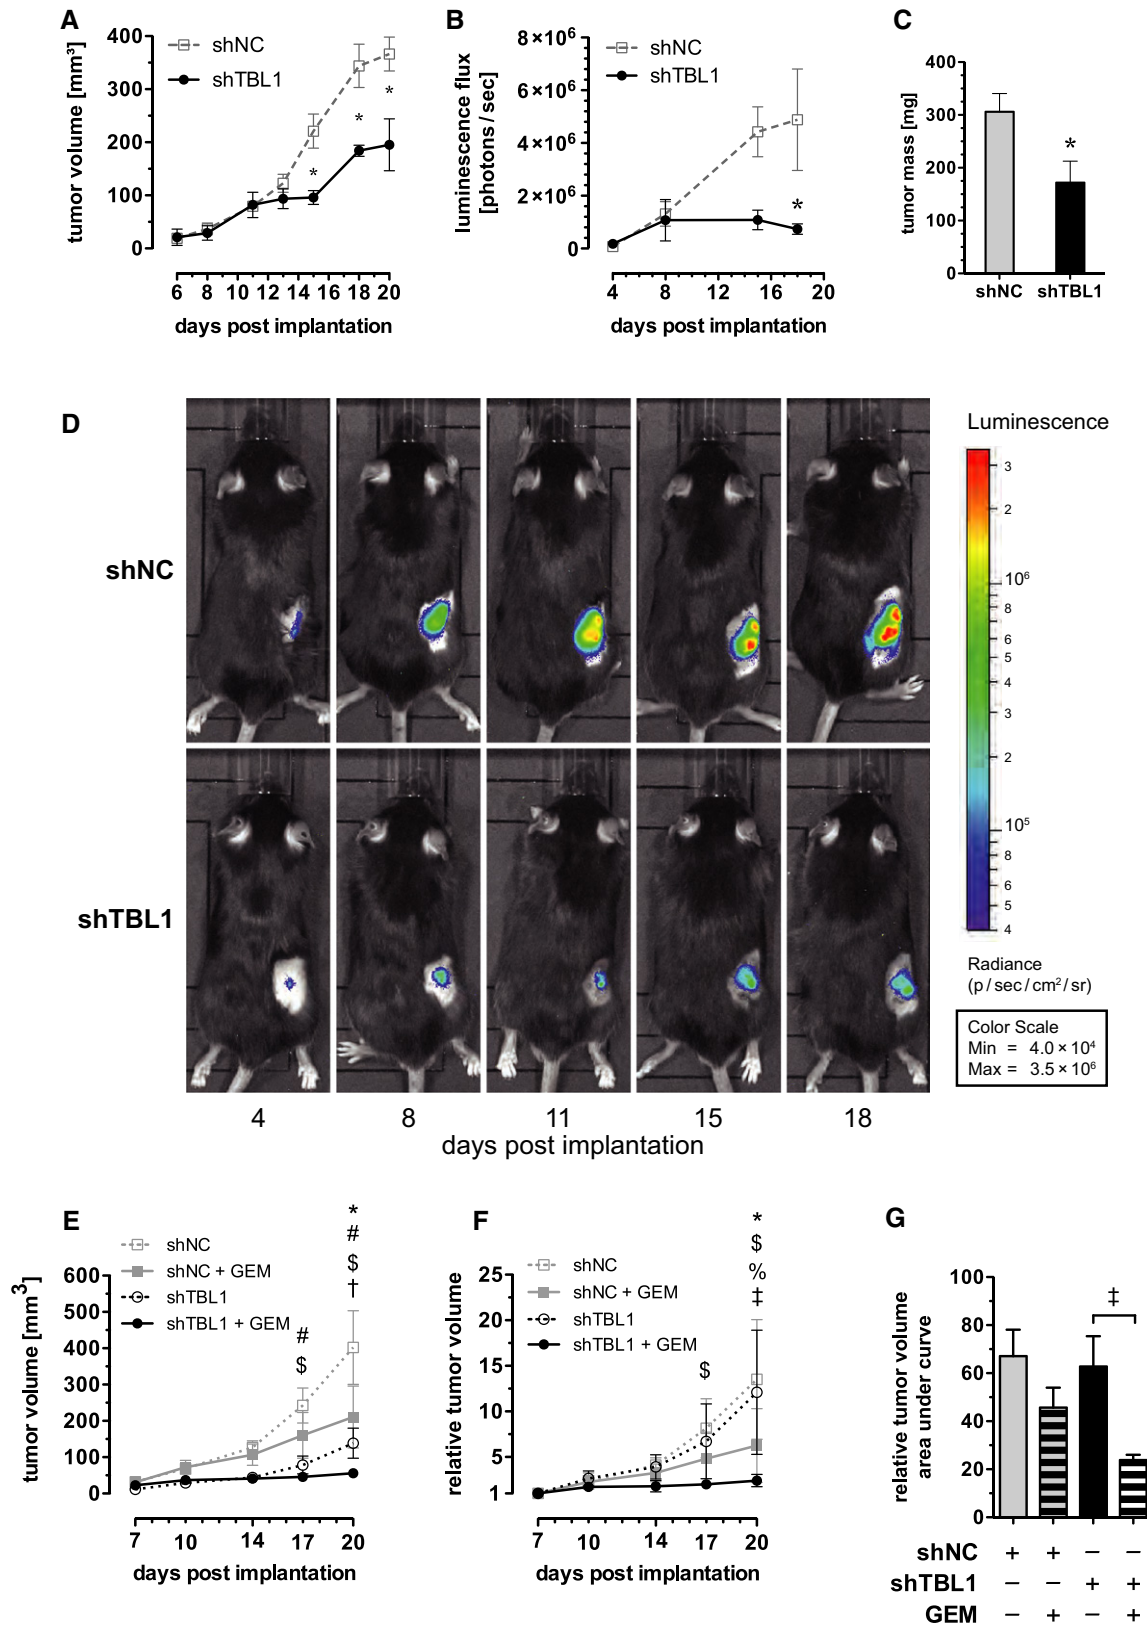 A
tumor volume [mm³]
400
300
200
100
0
shNC
shTBL1
*
*
*
6 8 10 12 14 16 18 20
days post implantation
B
luminescence flux
[photons / sec]
8×10⁶
6×10⁶
4×10⁶
2×10⁶
0
shNC
shTBL1
*
4 8 12 16 20
days post implantation
C
tumor mass [mg]
400
300
200
100
0
*
shNC shTBL1
D
shNC
shTBL1
4 8 11 15 18
days post implantation
Luminescence
3
2
10⁶
8
6
5
4
3
2
10⁵
8
6
5
4
Radiance
(p / sec / cm² / sr)
Color Scale
Min = 4.0 × 10⁴
Max = 3.5 × 10⁶
E
tumor volume [mm³]
shNC
shNC + GEM
shTBL1
shTBL1 + GEM
600
500
400
300
200
100
0
#
$
*
#
$
†
7 10 14 17 20
days post implantation
F
relative tumor volume
shNC
shNC + GEM
shTBL1
shTBL1 + GEM
25
20
15
10
5
1
$
*
$
%
‡
7 10 14 17 20
days post implantation
G
relative tumor volume
area under curve
100
80
60
40
20
0
‡
shNC + + − −
shTBL1 − − + +
GEM − + − +